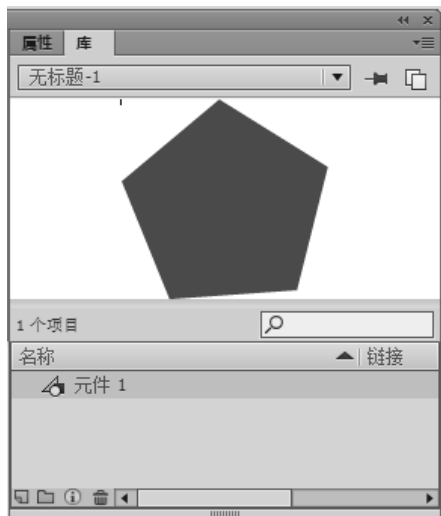 属性 库
无标题-1
1 个项目
名称 链接
元件 1